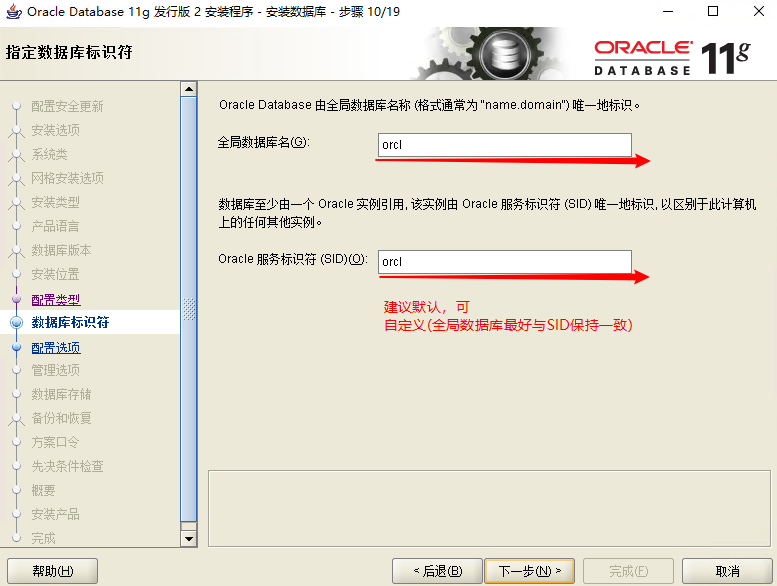 Oracle Database 11g 发行版 2 安装程序 - 安装数据库 - 步骤 10/19
指定数据库标识符
ORACLE
DATABASE
11g
配置安全更新
安装选项
系统类
网格安装选项
安装类型
产品语言
数据库版本
安装位置
配置类型
数据库标识符
配置选项
管理选项
数据库存储
备份和恢复
方案口令
先决条件检查
概要
安装产品
完成
Oracle Database 由全局数据库名称 (格式通常为 "name.domain") 唯一地标识。
全局数据库名(G):
orcl
数据库至少由一个 Oracle 实例引用, 该实例由 Oracle 服务标识符 (SID) 唯一地标识, 以区别于此计算机
上的任何其他实例。
Oracle 服务标识符 (SID)(O):
orcl
建议默认，可
自定义(全局数据库最好与SID保持一致)
帮助(H)
< 后退(B)
下一步(N) >
完成(F)
取消